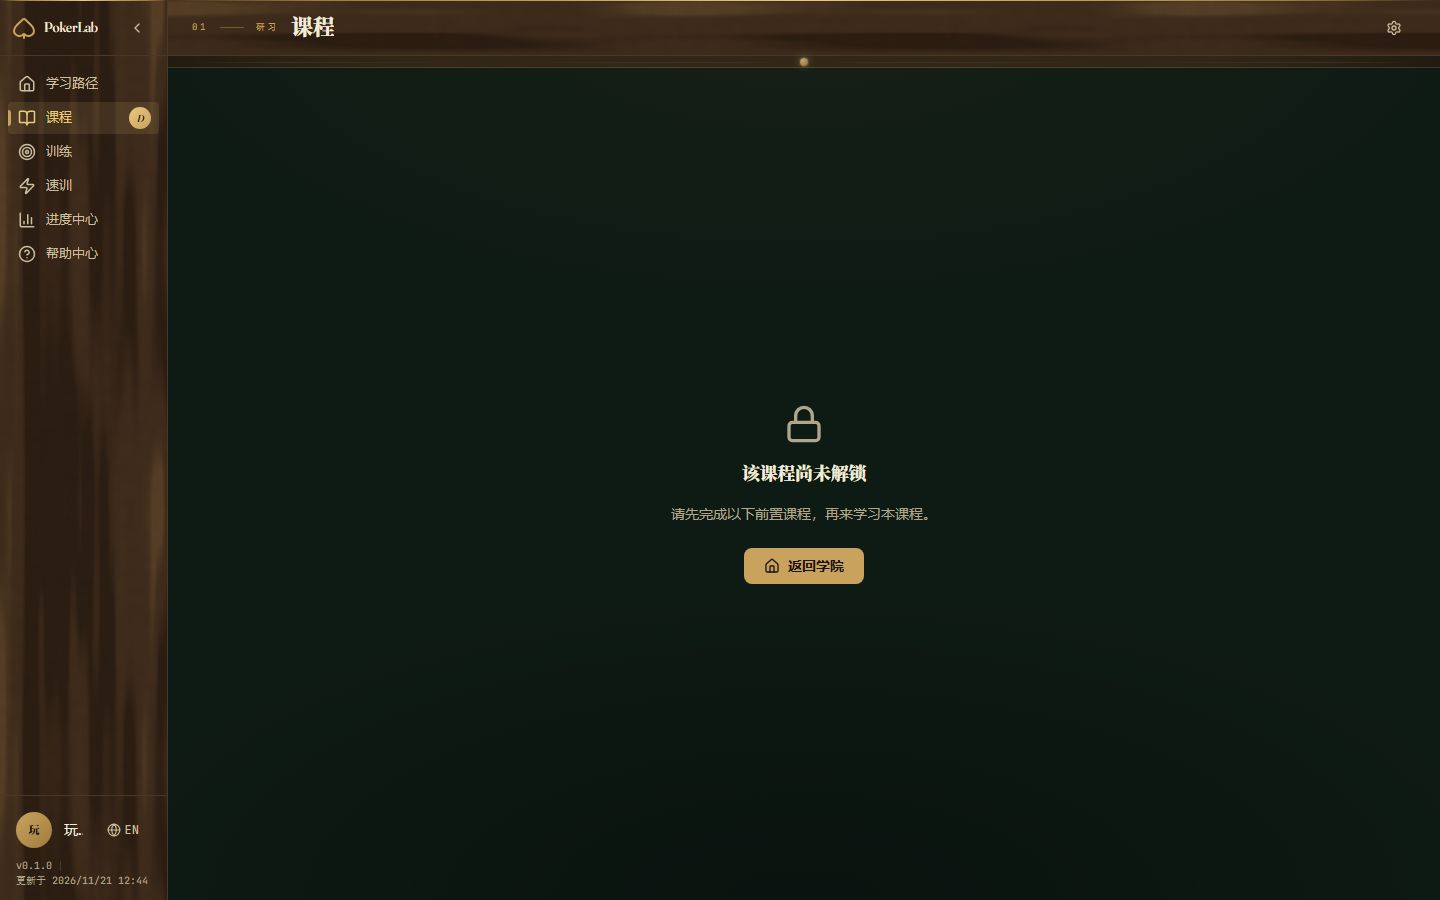 PokerLab
01 研习 课程
学习路径
课程 D
训练
速训
进度中心
帮助中心
该课程尚未解锁
请先完成以下前置课程，再来学习本课程。
返回学院
玩 玩.. EN
v0.1.0
更新于 2026/11/21 12:44